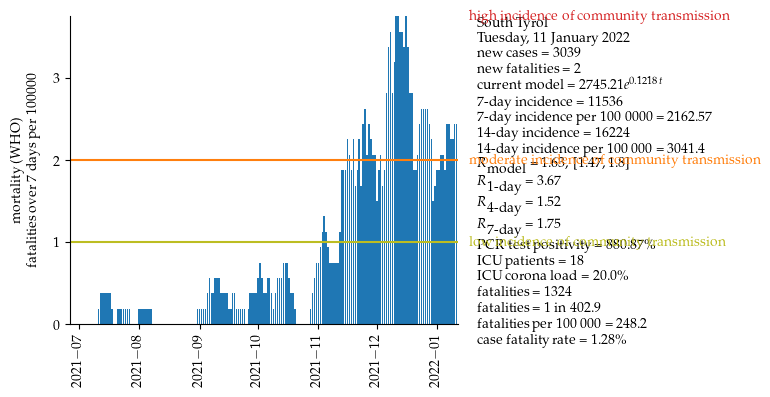 high incidence of community transmission
South Tyrol
Tuesday, 11 January 2022
new cases = 3039
new fatalities = 2
current model = 2745.21e^0.1218 t
7-day incidence = 11536
7-day incidence per 100 0000 = 2162.57
14-day incidence = 16224
14-day incidence per 100 000 = 3041.4
moderate incidence of community transmission
R model = 1.63, [1.47, 1.8]
R 1-day = 3.67
R 4-day = 1.52
R 7-day = 1.75
low incidence of community transmission
PCR test positivity = 880.87%
ICU patients = 18
ICU corona load = 20.0%
fatalities = 1324
fatalities = 1 in 402.9
fatalities per 100 000 = 248.2
case fatality rate = 1.28%
mortality (WHO)
fatalities over 7 days per 100000
3
2
1
0
2021−07
2021−08
2021−09
2021−10
2021−11
2021−12
2022−01